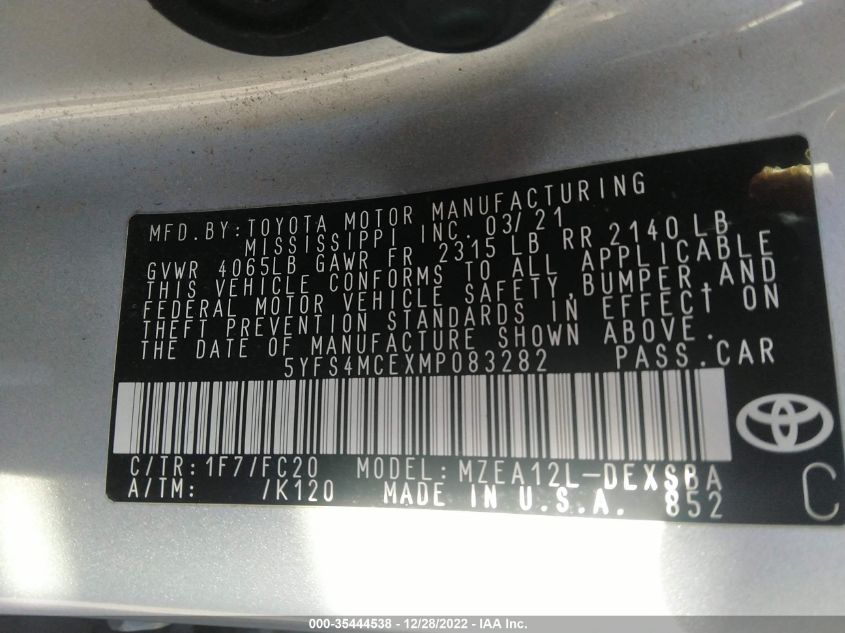 MFD. BY: TOYOTA MOTOR MANUFACTURING
MISSISSIPPI INC. 03/21
GVWR 4065LB GAWR FR 2315 LB RR 2140 LB
THIS VEHICLE CONFORMS TO ALL APPLICABLE
FEDERAL MOTOR VEHICLE SAFETY, BUMPER, AND
THEFT PREVENTION STANDARDS IN EFFECT ON
THE DATE OF MANUFACTURE SHOWN ABOVE.
5YFS4MCEXMP083282 PASS. CAR
C/TR: 1F7/FC20 MODEL: MZEA12L-DEXSBA
A/TM: /K120 MADE IN U.S.A. 852
C
000-35444538 - 12/28/2022 - IAA Inc.